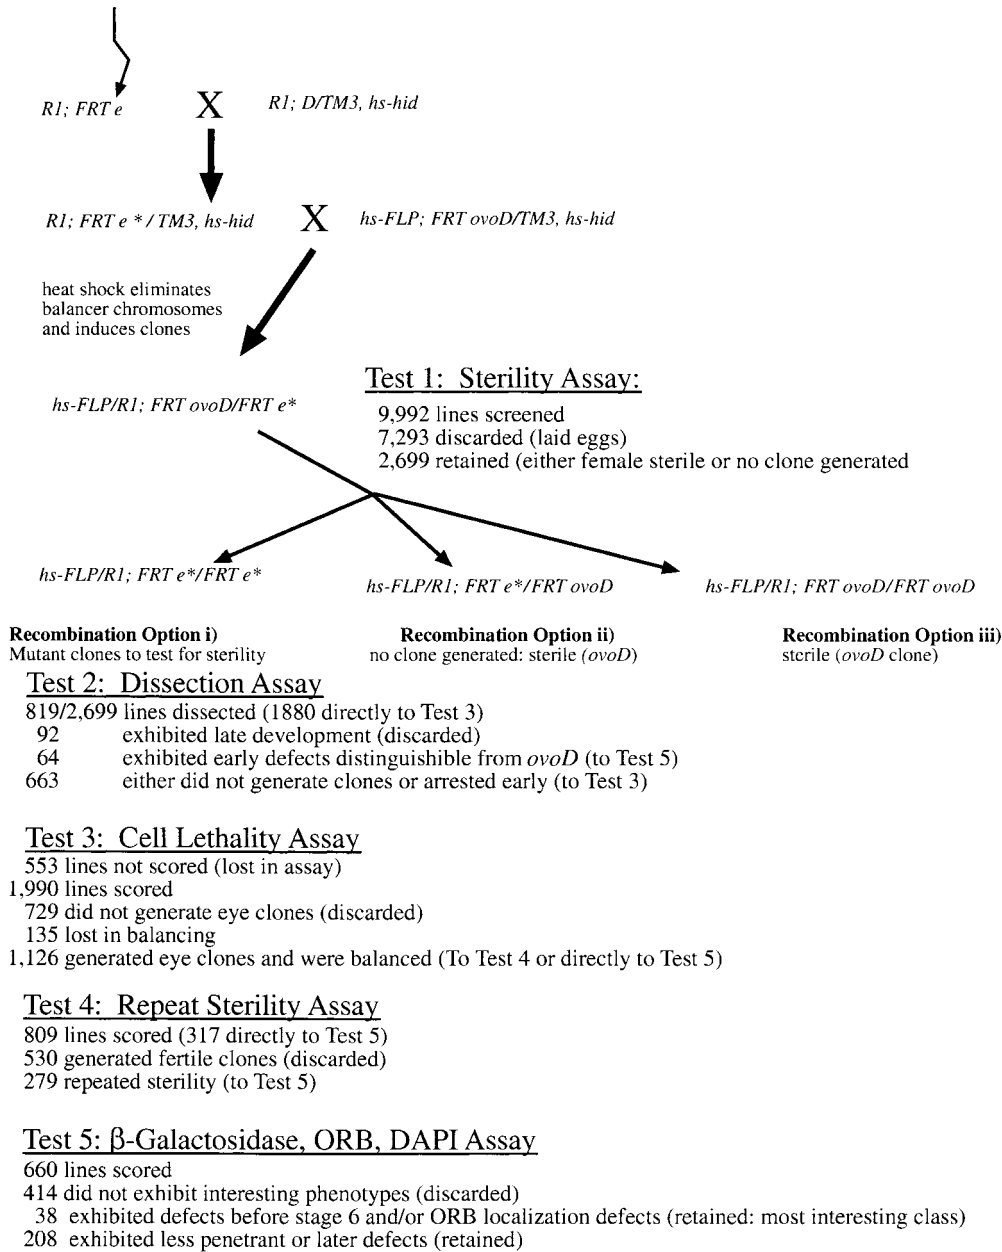 R1; FRT e X R1; D/TM3, hs-hid
R1; FRT e */ TM3, hs-hid X hs-FLP; FRT ovoD/TM3, hs-hid
heat shock eliminates
balancer chromosomes
and induces clones
hs-FLP/R1; FRT ovoD/FRT e*
Test 1: Sterility Assay:
9,992 lines screened
7,293 discarded (laid eggs)
2,699 retained (either female sterile or no clone generated
hs-FLP/R1; FRT e*/FRT e*
hs-FLP/R1; FRT e*/FRT ovoD
hs-FLP/R1; FRT ovoD/FRT ovoD
Recombination Option i)
Mutant clones to test for sterility
Recombination Option ii)
no clone generated: sterile (ovoD)
Recombination Option iii)
sterile (ovoD clone)
Test 2: Dissection Assay
819/2,699 lines dissected (1880 directly to Test 3)
92 exhibited late development (discarded)
64 exhibited early defects distinguishible from ovoD (to Test 5)
663 either did not generate clones or arrested early (to Test 3)
Test 3: Cell Lethality Assay
553 lines not scored (lost in assay)
1,990 lines scored
729 did not generate eye clones (discarded)
135 lost in balancing
1,126 generated eye clones and were balanced (To Test 4 or directly to Test 5)
Test 4: Repeat Sterility Assay
809 lines scored (317 directly to Test 5)
530 generated fertile clones (discarded)
279 repeated sterility (to Test 5)
Test 5: β-Galactosidase, ORB, DAPI Assay
660 lines scored
414 did not exhibit interesting phenotypes (discarded)
38 exhibited defects before stage 6 and/or ORB localization defects (retained: most interesting class)
208 exhibited less penetrant or later defects (retained)